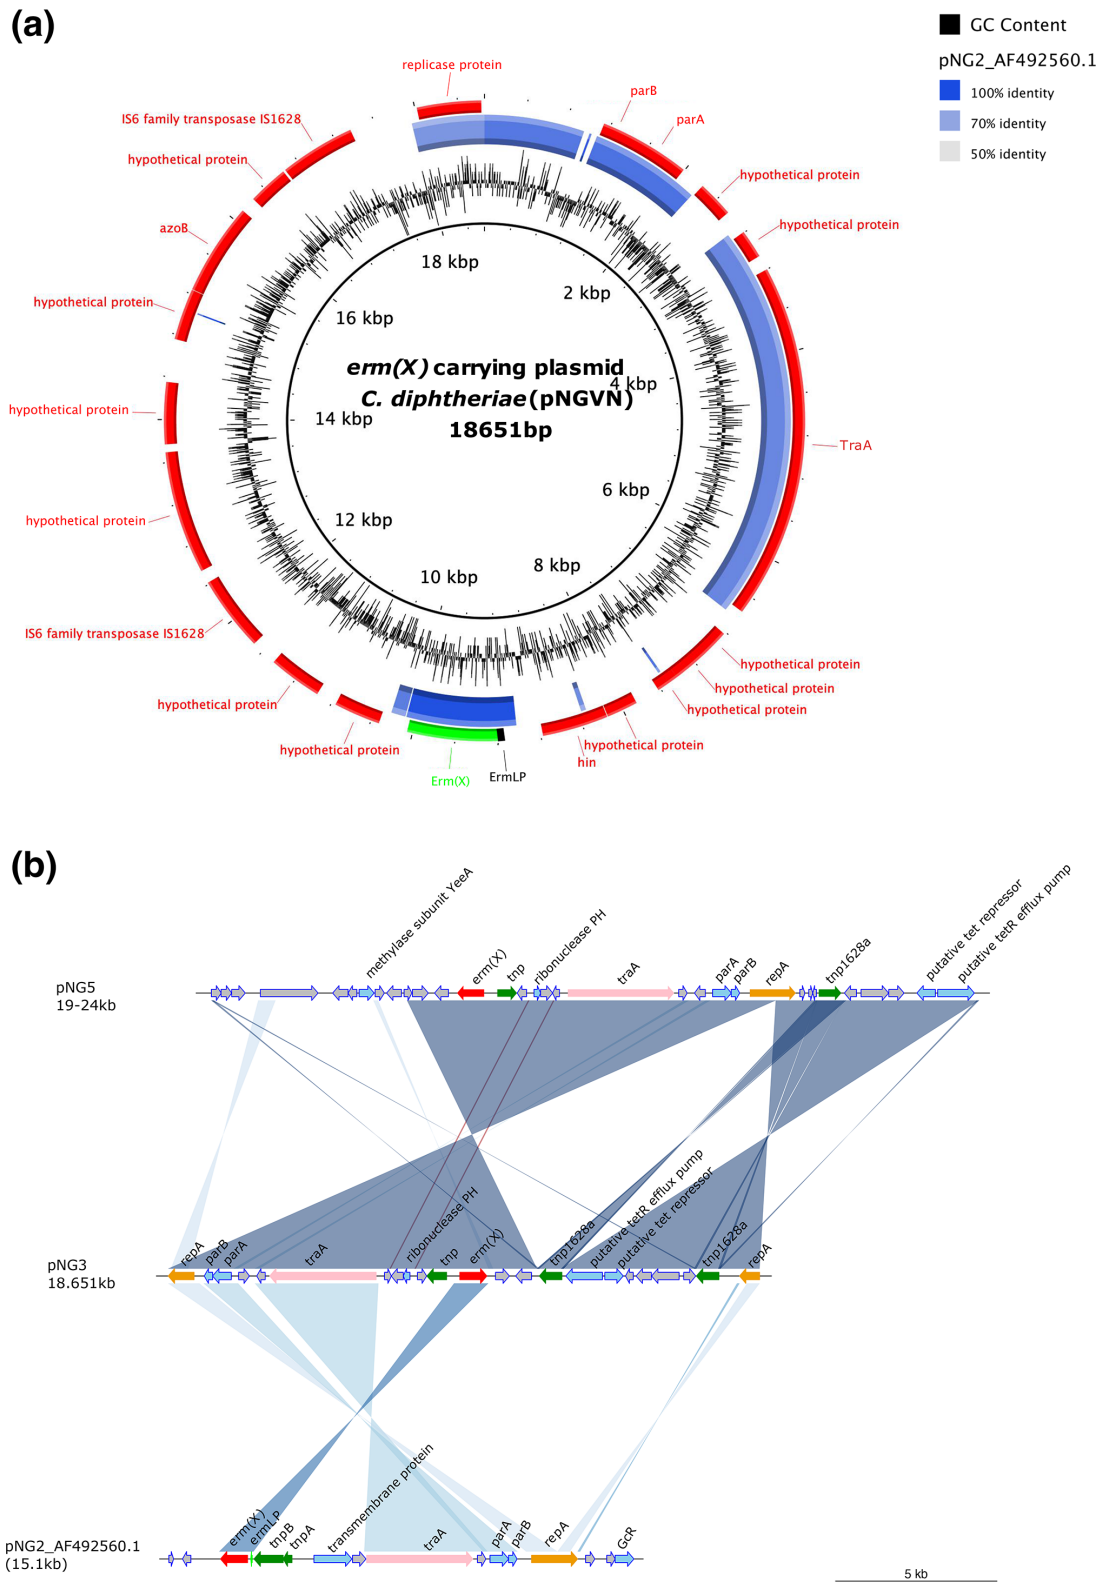 (a)
GC Content
pNG2_AF492560.1
100% identity
70% identity
50% identity
replicase protein
parB
parA
IS6 family transposase IS1628
hypothetical protein
hypothetical protein
azoB
hypothetical protein
hypothetical protein
18 kbp
2 kbp
16 kbp
erm(X) carrying plasmid
4 kbp
C. diphtheriae(pNGVN)
hypothetical protein
14 kbp
18651bp
TraA
6 kbp
hypothetical protein
12 kbp
8 kbp
10 kbp
IS6 family transposase IS1628
hypothetical protein
hypothetical protein
hypothetical protein
hypothetical protein
hypothetical protein
hypothetical protein
hin
Erm(X)
ErmLP
(b)
methylase subunit YeeA
erm(X)
tnp
ribonuclease PH
traA
parA
parB
repA
tnp1628a
putative tet repressor
putative tetR efflux pump
pNG5
19-24kb
repA
parB
parA
traA
ribonuclease PH
tnp
erm(X)
tnp1628a
putative tetR efflux pump
putative tet repressor
tnp1628a
repA
pNG3
18.651kb
erm(X)
ermLP
tnpB
tnpA
transmembrane protein
traA
parA
parB
repA
GcR
pNG2_AF492560.1
(15.1kb)
5 kb